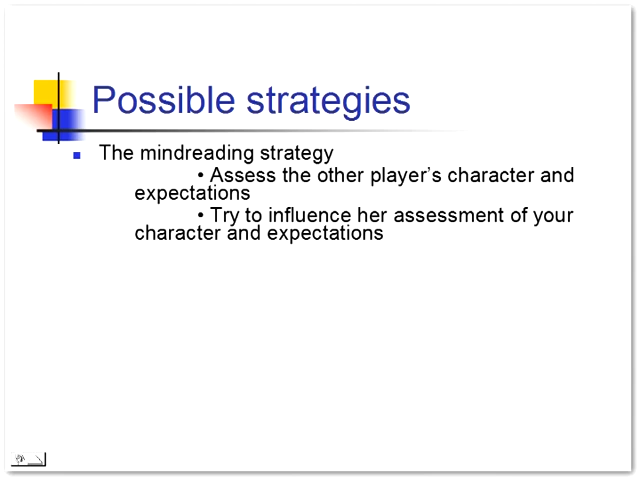 Possible strategies
The mindreading strategy
• Assess the other player’s character and
expectations
• Try to influence her assessment of your
character and expectations